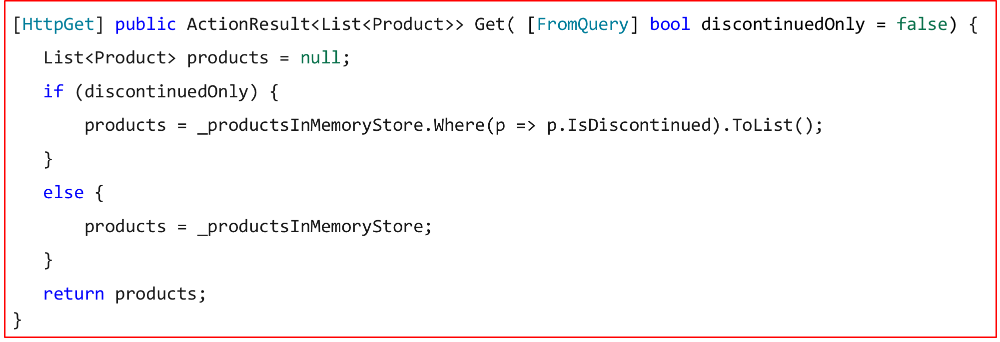 [HttpGet] public ActionResult<List<Product>> Get( [FromQuery] bool discontinuedOnly = false) {
List<Product> products = null;
if (discontinuedOnly) {
products = _productsInMemoryStore.Where(p => p.IsDiscontinued).ToList();
}
else {
products = _productsInMemoryStore;
}
return products;
}